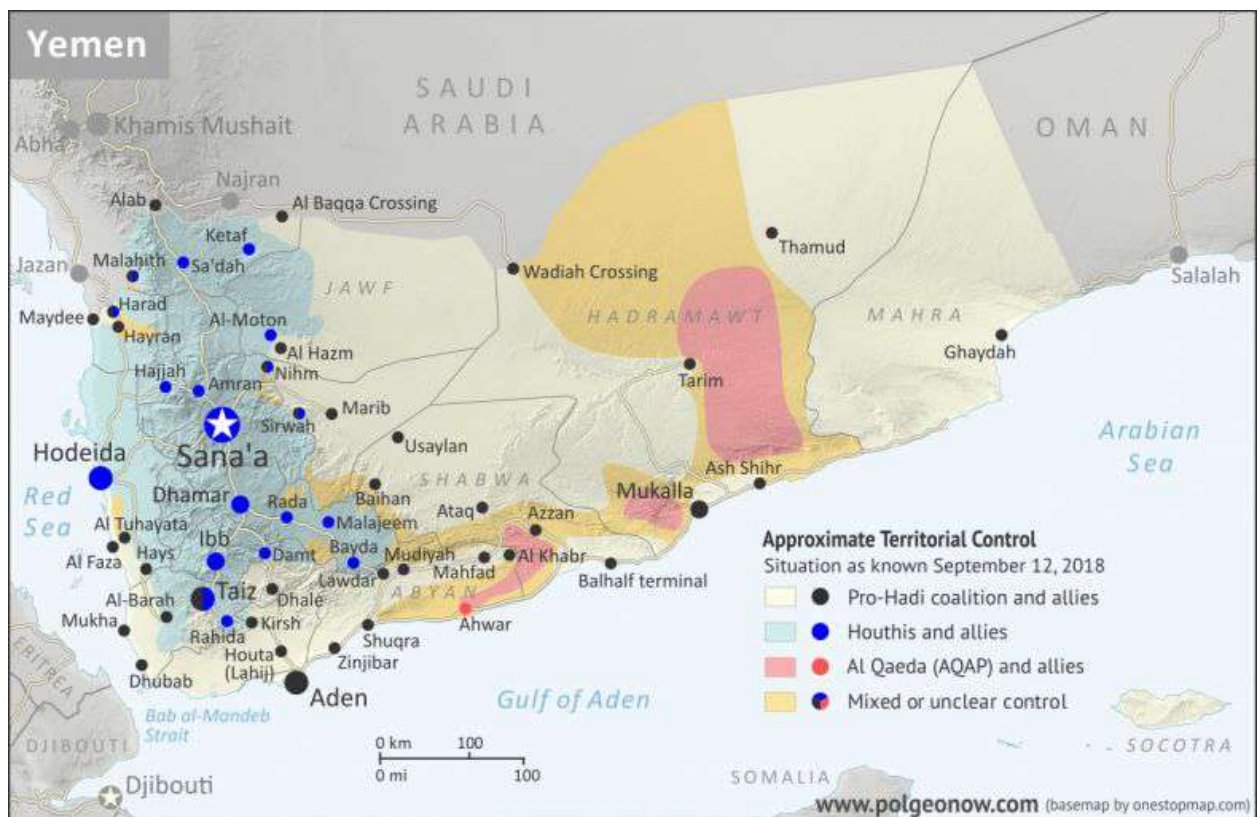 Yemen
SAUDI
ARABIA
OMAN
Khamis Mushait
Abha
Najran
Alab
Al Baqqa Crossing
Ketaf
Thamud
Malahith
Sa'dah
Jazan
Wadiah Crossing
Salalah
JAWF
Harad
Maydee
Al-Moton
HADRAMAWT
MAHRA
Hayran
Al Hazm
Ghaydah
Hajjah
Amran
Nihm
Tarim
Marib
Sirwah
Sana'a
Usaylan
Arabian
Sea
Hodeida
Ash Shihr
SHABWA
Red
Sea
Dhamar
Rada
Baihan
Mukalla
Ataq
Azzan
Al Tuhayata
Malajeem
Ibb
Al Faza
Hays
Damt
Bayda
Mudiyah
Al Khabr
Mahfad
Balhalf terminal
Lawdar
ABYAN
Al-Barah
Taiz
Dhale
Mukha
Kirsh
Rahida
Ahwar
Shuqra
Houta
(Lahij)
Zinjibar
Dhubab
Aden
ERITREA
Gulf of Aden
Bab al-Mandeb
Strait
DJIBOUTI
Djibouti
Approximate Territorial Control
Situation as known September 12, 2018
Pro-Hadi coalition and allies
Houthis and allies
Al Qaeda (AQAP) and allies
Mixed or unclear control
0 km 100
0 mi 100
SOCOTRA
SOMALIA
www.polgeonow.com (basemap by onestopmap.com)